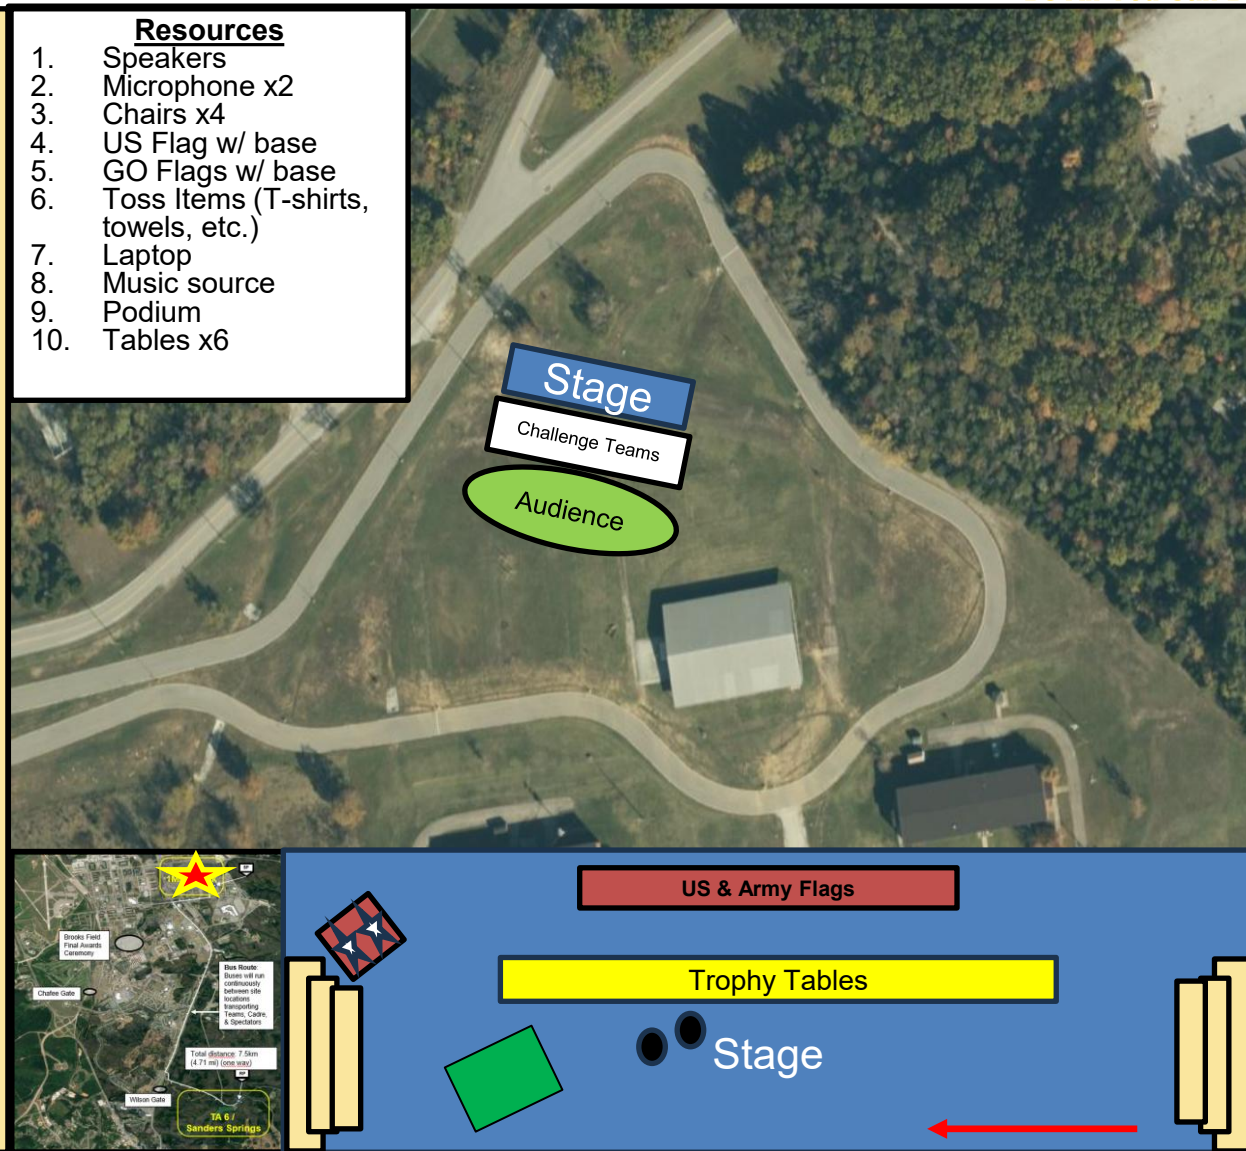 Resources
1. Speakers
2. Microphone x2
3. Chairs x4
4. US Flag w/ base
5. GO Flags w/ base
6. Toss Items (T-shirts,
towels, etc.)
7. Laptop
8. Music source
9. Podium
10. Tables x6
Stage
Challenge Teams
Audience
Brooks Field
Final Awards
Ceremony
Chafee Gate
Bus Route:
Buses will run
continuously
between site
locations
transporting
Teams, Cadre,
& Spectators
Total distance: 7.5km
(4.71 mi) (one way)
Wilson Gate
TA 6 /
Sanders Springs
US & Army Flags
Trophy Tables
Stage